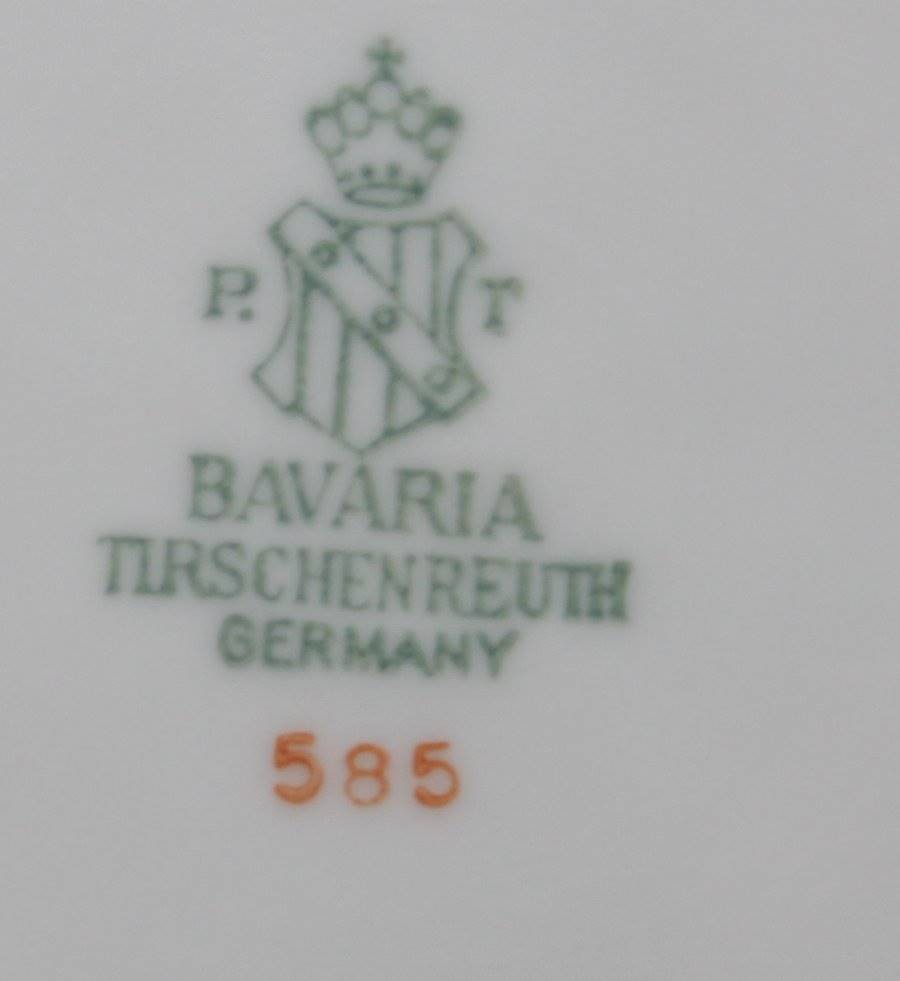 P. T
BAVARIA
TIRSCHENREUTH
GERMANY
585